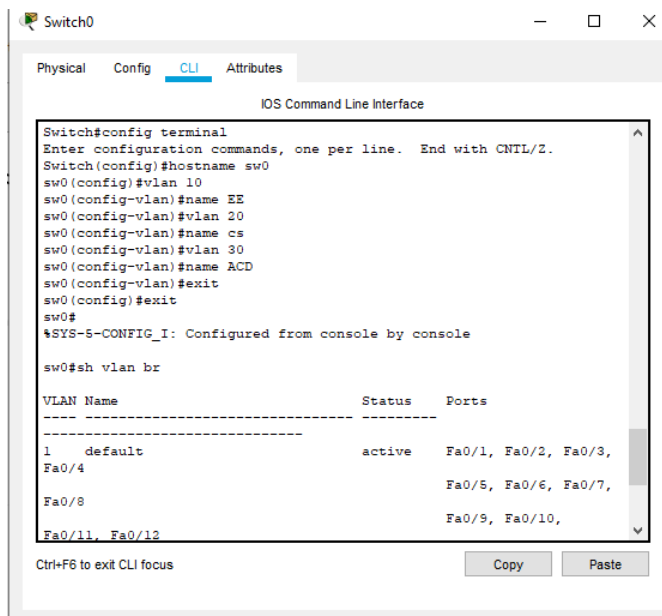 Switch0
Physical Config CLI Attributes
IOS Command Line Interface
Switch#config terminal
Enter configuration commands, one per line.  End with CNTL/Z.
Switch(config)#hostname sw0
sw0(config)#vlan 10
sw0(config-vlan)#name EE
sw0(config-vlan)#vlan 20
sw0(config-vlan)#name cs
sw0(config-vlan)#vlan 30
sw0(config-vlan)#name ACD
sw0(config-vlan)#exit
sw0(config)#exit
sw0#
%SYS-5-CONFIG_I: Configured from console by console
sw0#sh vlan br
VLAN Name                             Status    Ports
---- -------------------------------- ---------
-------------------------------
1    default                          active    Fa0/1, Fa0/2, Fa0/3,
Fa0/4
                                                Fa0/5, Fa0/6, Fa0/7,
Fa0/8
                                                Fa0/9, Fa0/10,
Fa0/11, Fa0/12
Ctrl+F6 to exit CLI focus Copy Paste